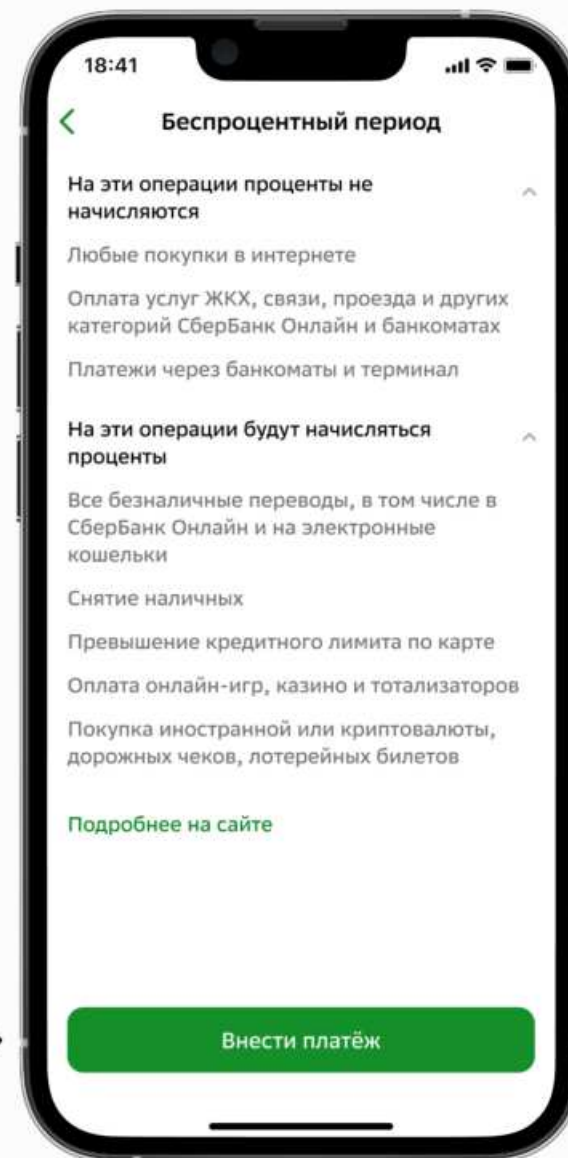 18:41
Беспроцентный период
На эти операции проценты не
начисляются
Любые покупки в интернете
Оплата услуг ЖКХ, связи, проезда и других
категорий СберБанк Онлайн и банкоматах
Платежи через банкоматы и терминал
На эти операции будут начисляться
проценты
Все безналичные переводы, в том числе в
СберБанк Онлайн и на электронные
кошельки
Снятие наличных
Превышение кредитного лимита по карте
Оплата онлайн-игр, казино и тотализаторов
Покупка иностранной или криптовалюты,
дорожных чеков, лотерейных билетов
Подробнее на сайте
Внести платёж